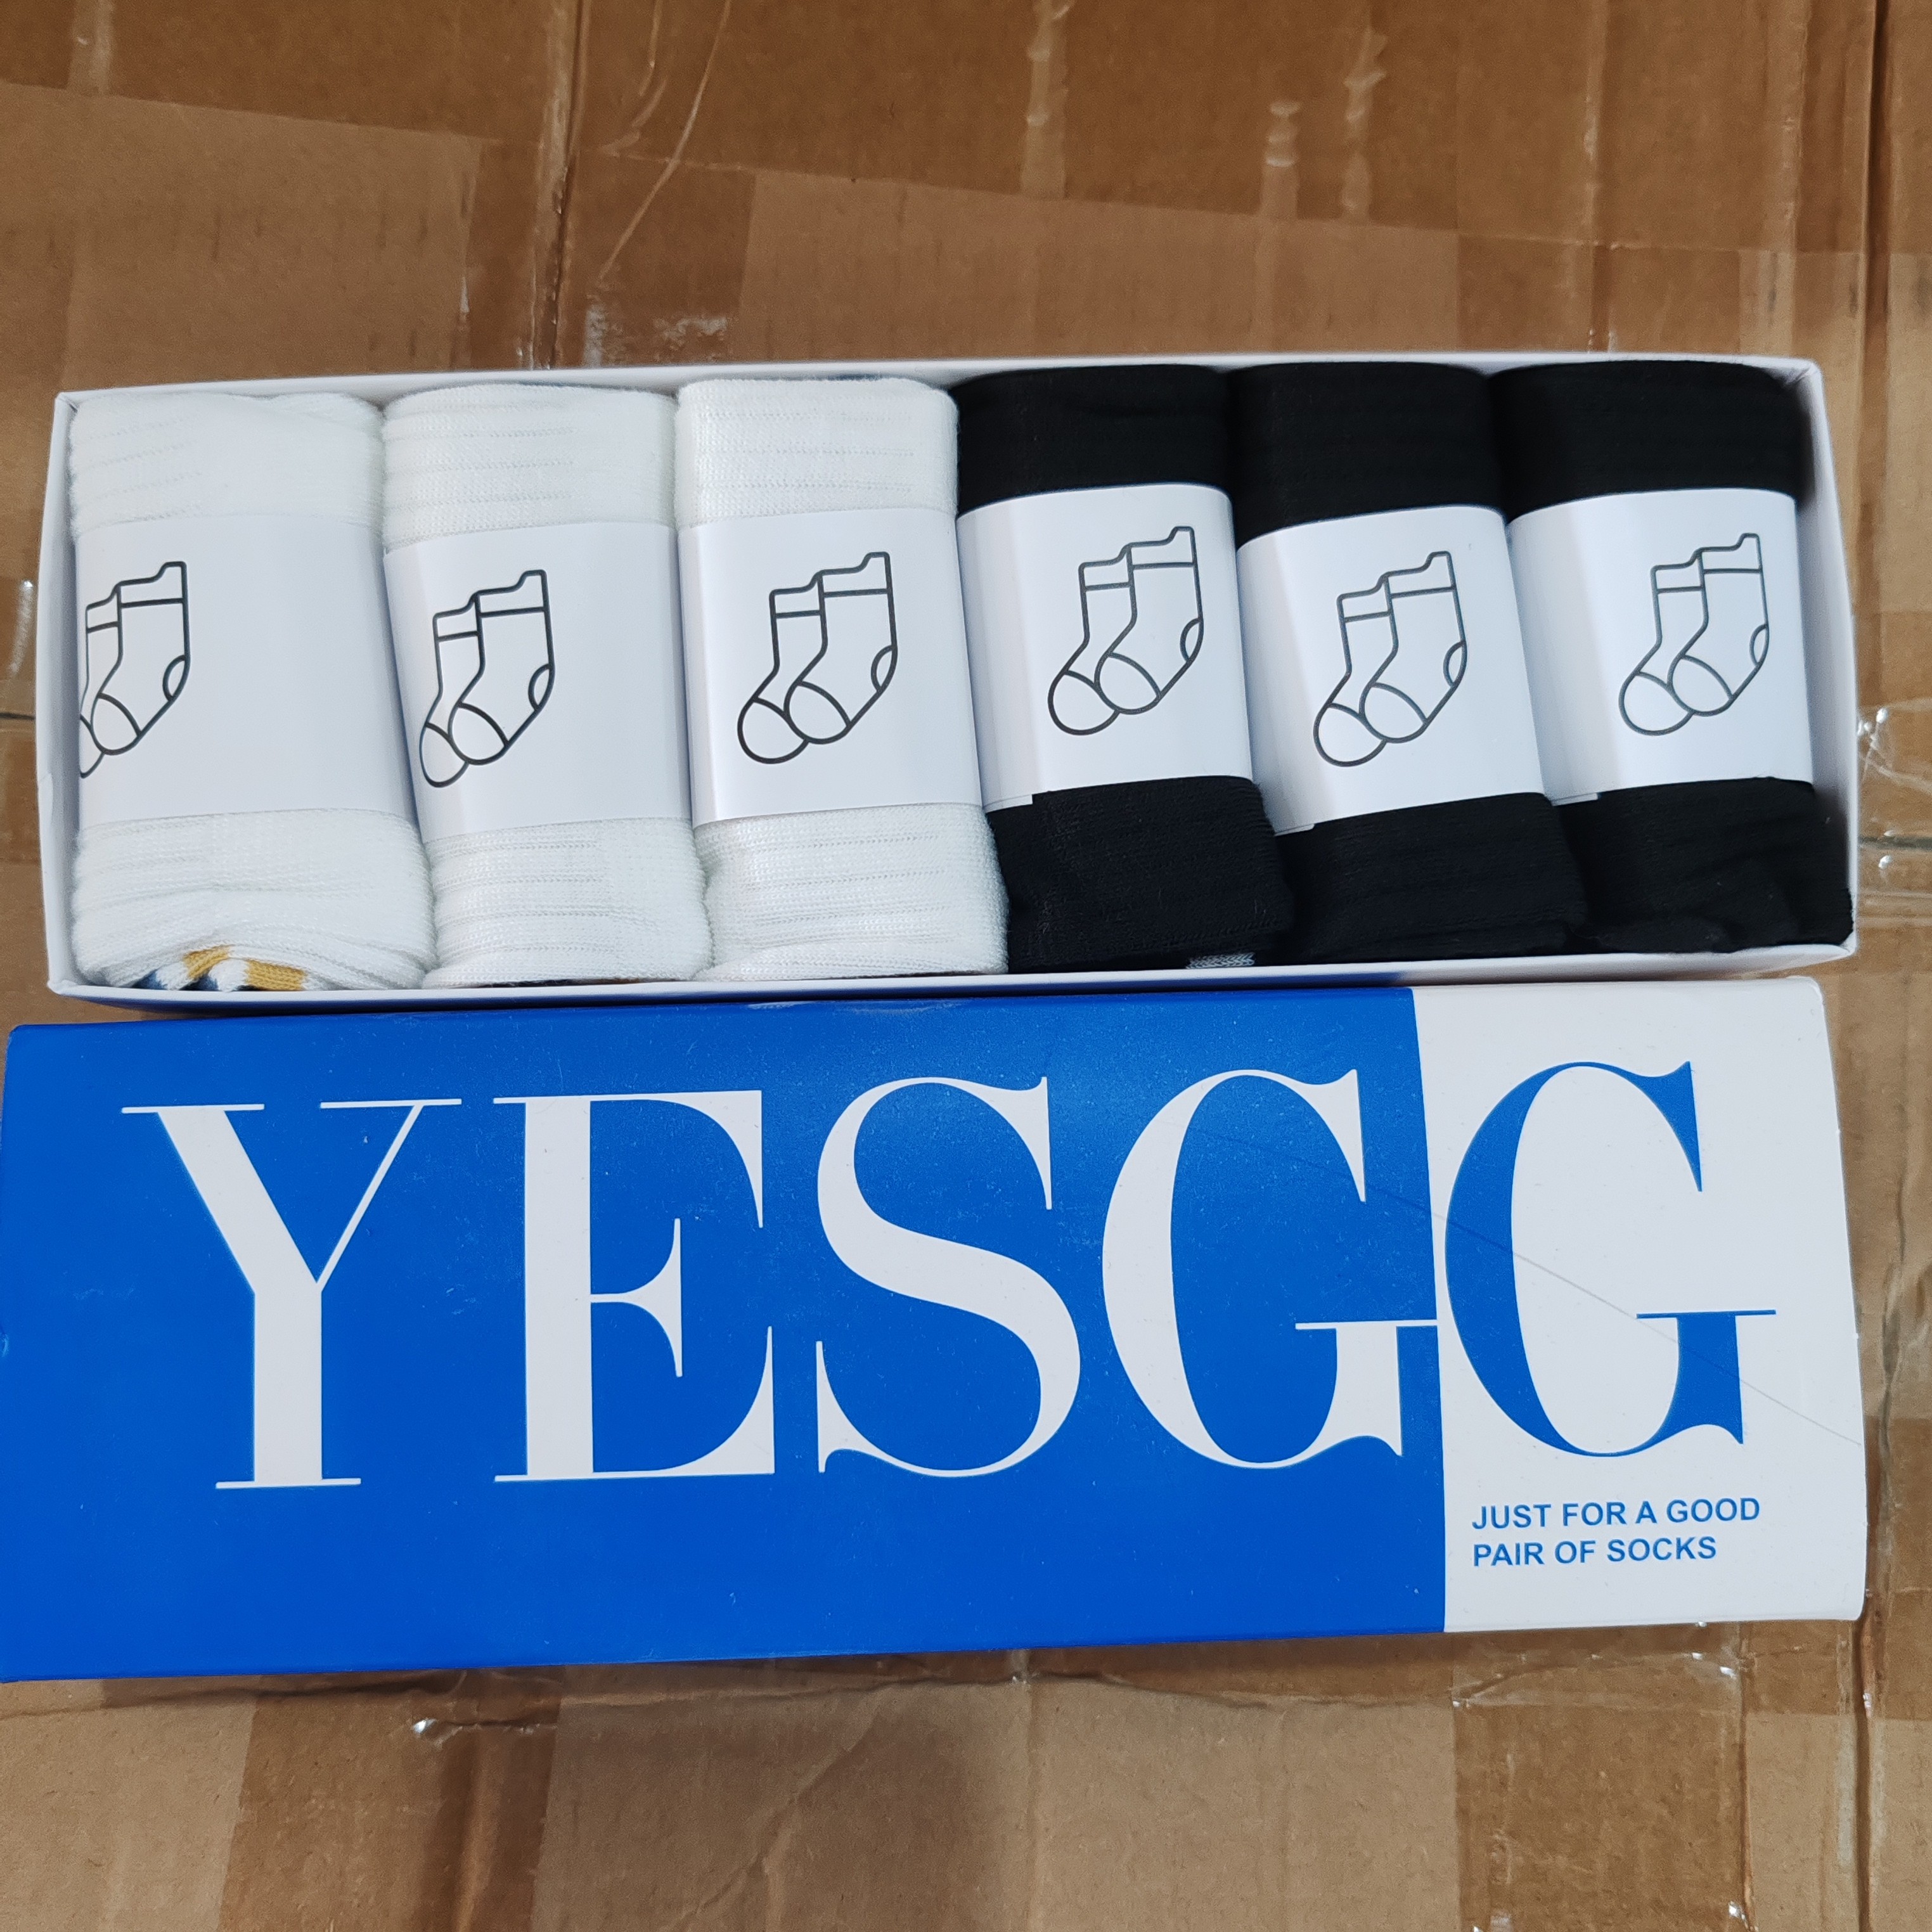 YESGG
JUST FOR A GOOD
PAIR OF SOCKS